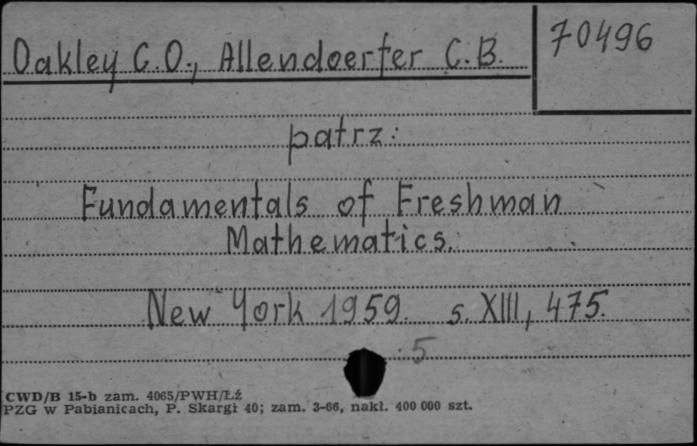 Oakley C.O., Allendoerfer C.B.
70496
patrz:
Fundamentals of Freshman
Mathematics.
New York 1959. s. XIII, 475.
5
CWD/B 15-b zam. 4065/PWH/Łź
PZG w Pabianicach, P. Skargi 40; zam. 3-66, nakł. 400 000 szt.